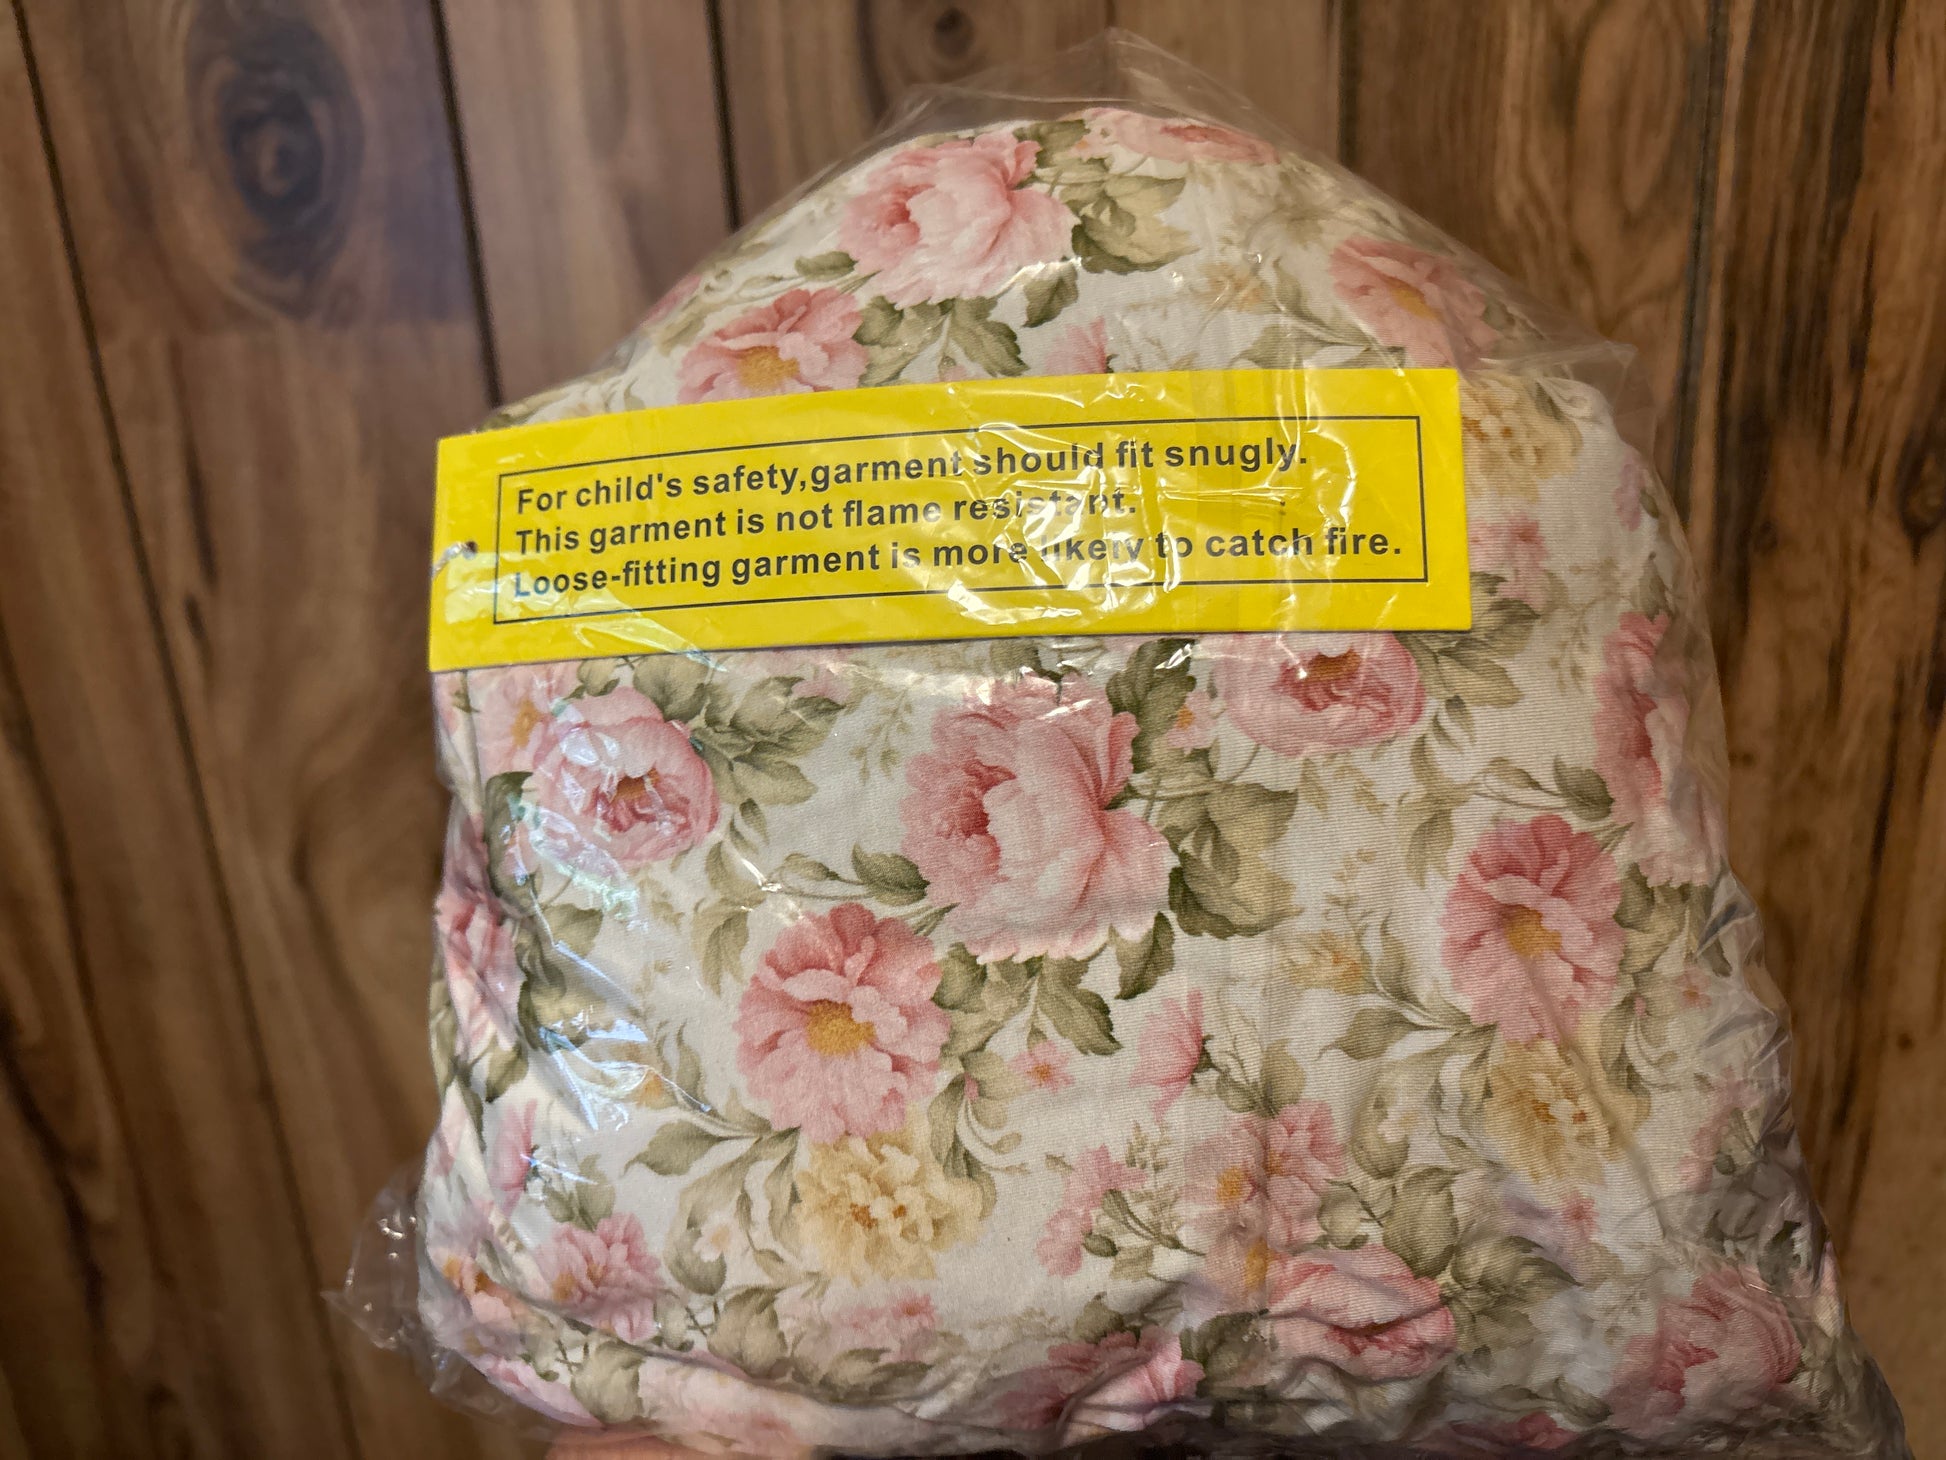 For child's safety,garment should fit snugly.
This garment is not flame resistant.
Loose-fitting garment is more likely to catch fire.